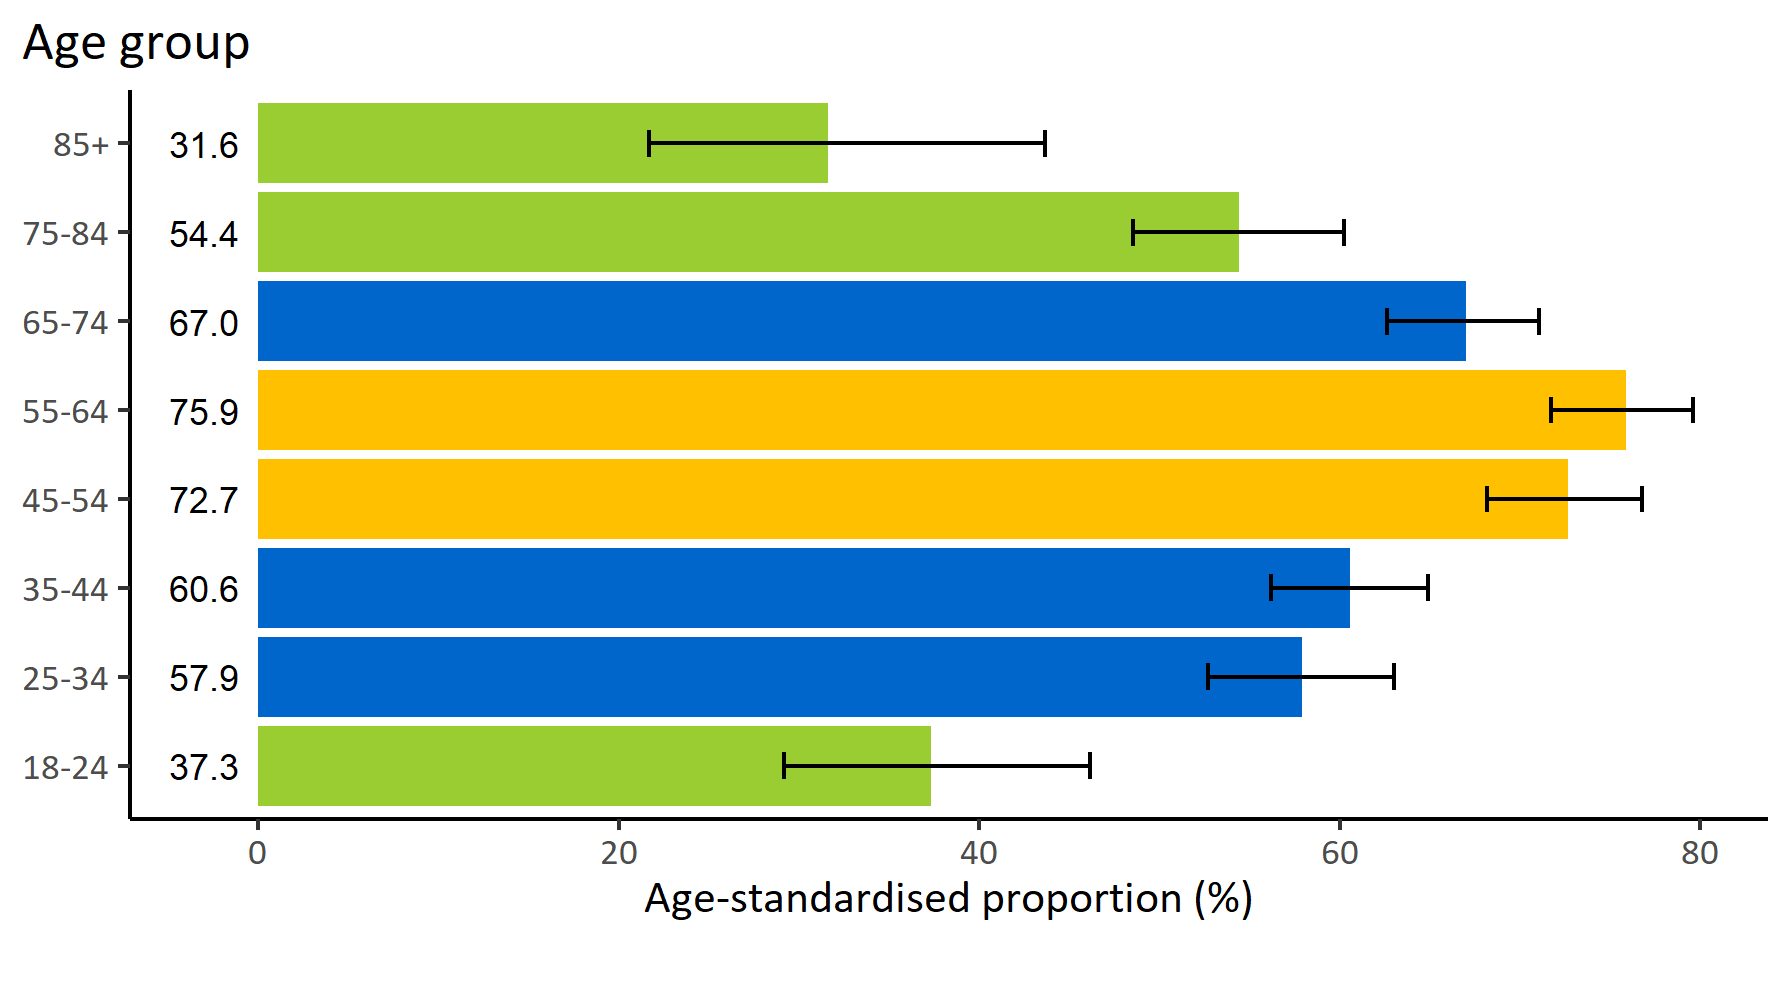 Age group
85+ 31.6
75-84 54.4
65-74 67.0
55-64 75.9
45-54 72.7
35-44 60.6
25-34 57.9
18-24 37.3
0 20 40 60 80
Age-standardised proportion (%)